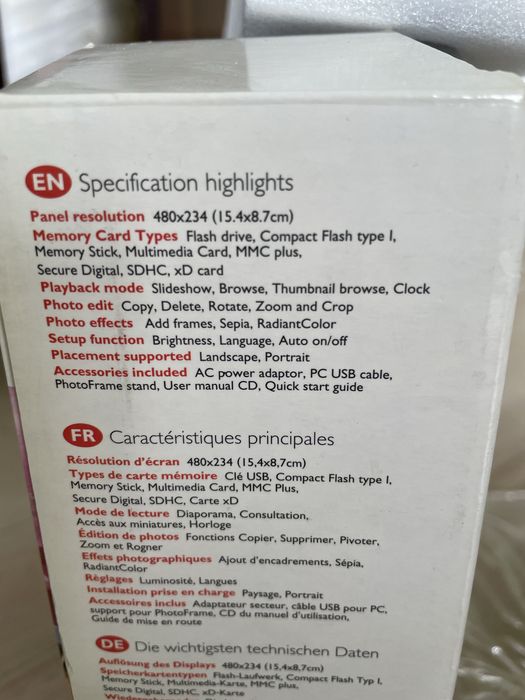 EN Specification highlights
Panel resolution 480x234 (15.4x8.7cm)
Memory Card Types Flash drive, Compact Flash type I,
Memory Stick, Multimedia Card, MMC plus,
Secure Digital, SDHC, xD card
Playback mode Slideshow, Browse, Thumbnail browse, Clock
Photo edit Copy, Delete, Rotate, Zoom and Crop
Photo effects Add frames, Sepia, RadiantColor
Setup function Brightness, Language, Auto on/off
Placement supported Landscape, Portrait
Accessories included AC power adaptor, PC USB cable,
PhotoFrame stand, User manual CD, Quick start guide
FR Caractéristiques principales
Résolution d'écran 480x234 (15,4x8,7cm)
Types de carte mémoire Clé USB, Compact Flash type I,
Memory Stick, Multimedia Card, MMC Plus,
Secure Digital, SDHC, Carte xD
Mode de lecture Diaporama, Consultation,
Accès aux miniatures, Horloge
Édition de photos Fonctions Copier, Supprimer, Pivoter,
Zoom et Rogner
Effets photographiques Ajout d'encadrements, Sépia,
RadiantColor
Réglages Luminosité, Langues
Installation prise en charge Paysage, Portrait
Accessoires inclus Adaptateur secteur, câble USB pour PC,
support pour PhotoFrame, CD du manuel d'utilisation,
Guide de mise en route
DE Die wichtigsten technischen Daten
Auflösung des Displays 480x234 (15,4x8,7cm)
Speicherkartentypen Flash-Laufwerk, Compact Flash Typ I,
Memory Stick, Multimedia-Karte, MMC plus,
Secure Digital, SDHC, xD-Karte